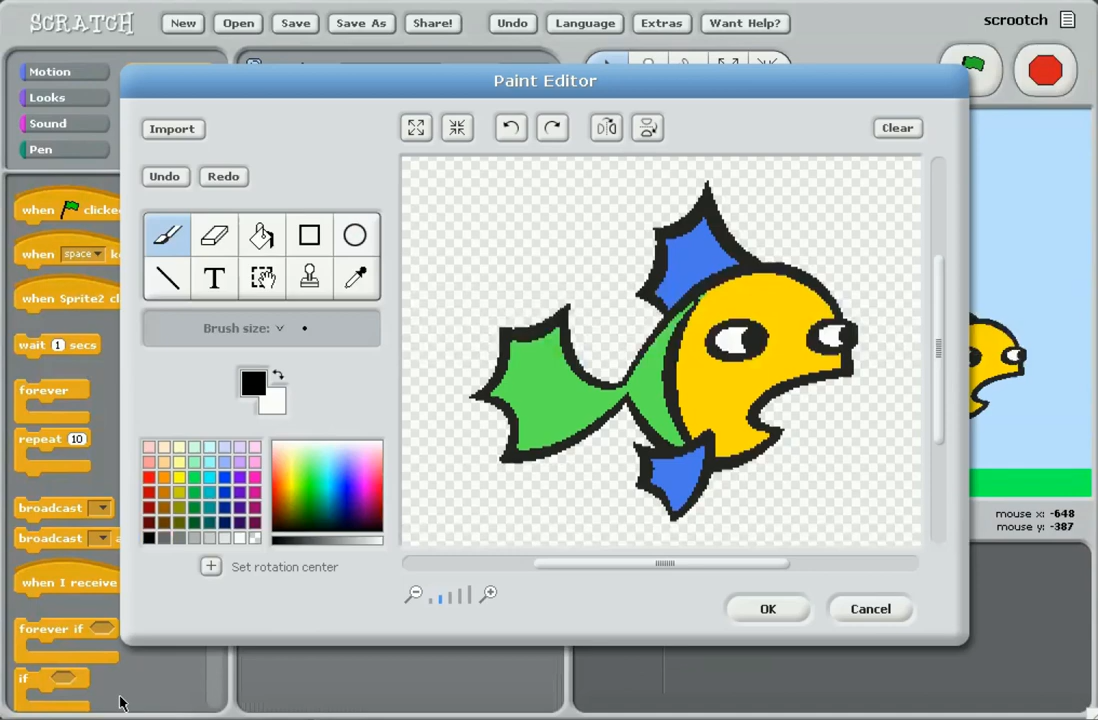 SCRATCH New Open Save Save As Share! Undo Language Extras Want Help? scrootch
Motion
Looks
Sound
Pen
when clicked
when space
when Sprite2
wait 1 secs
forever
repeat 10
broadcast
broadcast
when I receive
forever if
if
Paint Editor
Import
Clear
Undo Redo
T
Brush size:
Set rotation center
OK Cancel
mouse x: -648
mouse y: -387